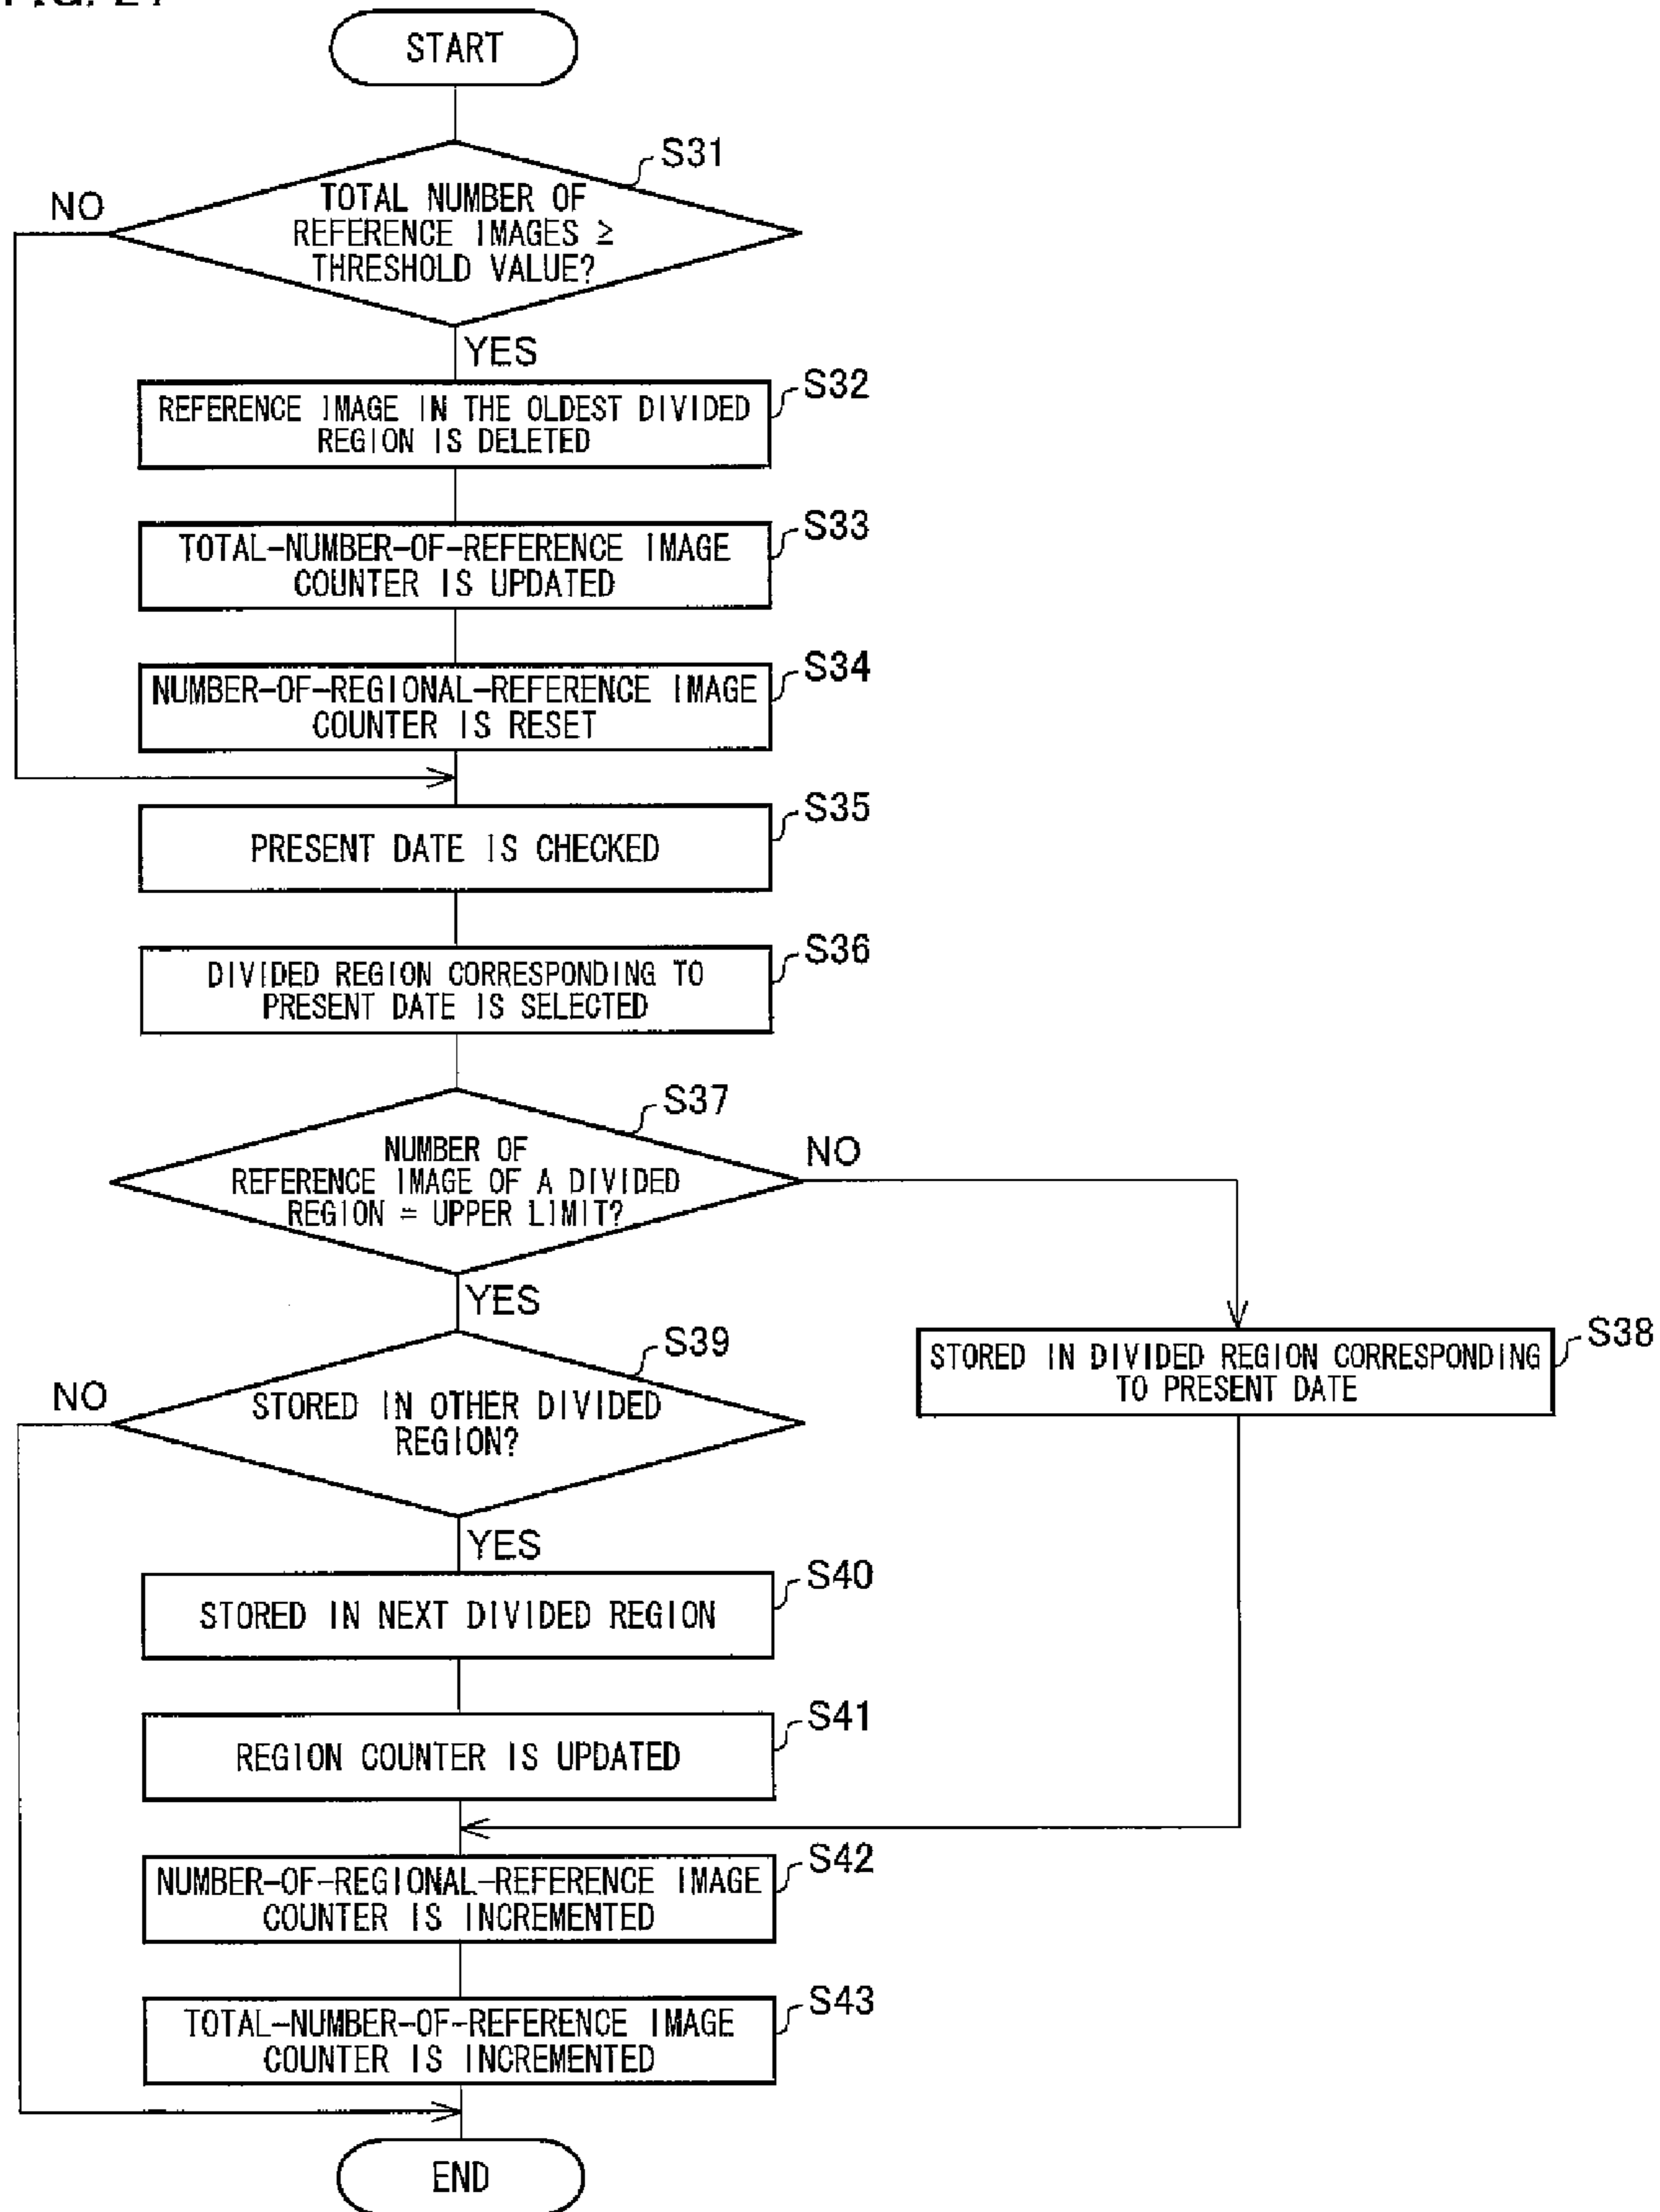 START
S31
TOTAL NUMBER OF
REFERENCE IMAGES ≥
THRESHOLD VALUE?
NO
YES
S32
REFERENCE IMAGE IN THE OLDEST DIVIDED
REGION IS DELETED
S33
TOTAL-NUMBER-OF-REFERENCE IMAGE
COUNTER IS UPDATED
S34
NUMBER-OF-REGIONAL-REFERENCE IMAGE
COUNTER IS RESET
S35
PRESENT DATE IS CHECKED
S36
DIVIDED REGION CORRESPONDING TO
PRESENT DATE IS SELECTED
S37
NUMBER OF
REFERENCE IMAGE OF A DIVIDED
REGION = UPPER LIMIT?
NO
YES
S38
STORED IN DIVIDED REGION CORRESPONDING
TO PRESENT DATE
S39
STORED IN OTHER DIVIDED
REGION?
NO
YES
S40
STORED IN NEXT DIVIDED REGION
S41
REGION COUNTER IS UPDATED
S42
NUMBER-OF-REGIONAL-REFERENCE IMAGE
COUNTER IS INCREMENTED
S43
TOTAL-NUMBER-OF-REFERENCE IMAGE
COUNTER IS INCREMENTED
END